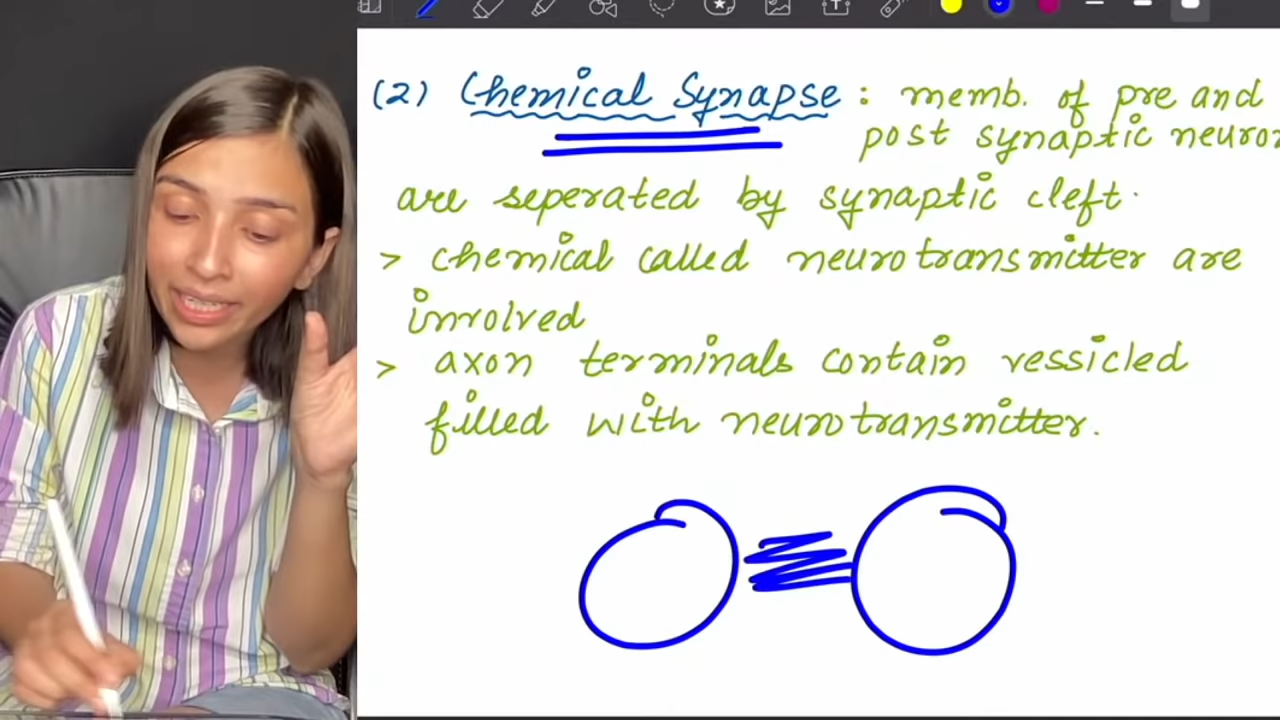 (2) Chemical Synapse : memb. of pre and
post synaptic neuron
are seperated by synaptic cleft.
> chemical called neurotransmitter are
involved
> axon terminals contain vessicled
filled with neurotransmitter.